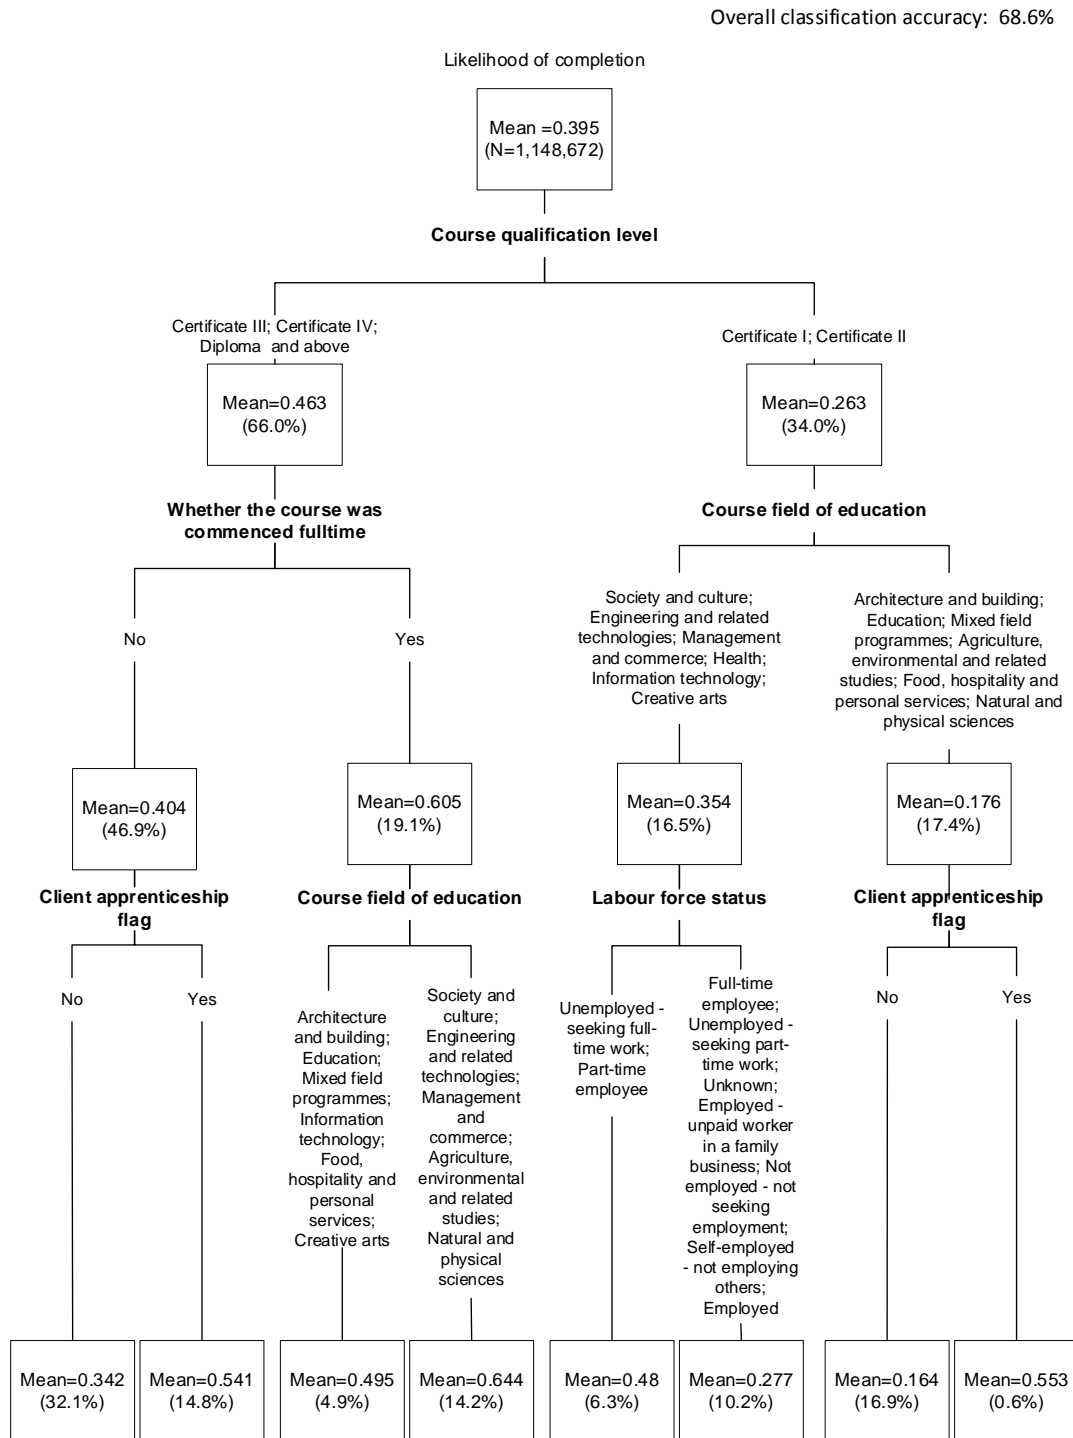 Overall classification accuracy:  68.6%
Likelihood of completion
Mean =0.395
(N=1,148,672)
Course qualification level
Certificate III; Certificate IV;
Diploma  and above
Certificate I; Certificate II
Mean=0.463
(66.0%)
Mean=0.263
(34.0%)
Whether the course was
commenced fulltime
Course field of education
No
Yes
Society and culture;
Engineering and related
technologies; Management
and commerce; Health;
Information technology;
Creative arts
Architecture and building;
Education; Mixed field
programmes; Agriculture,
environmental and related
studies; Food, hospitality and
personal services; Natural and
physical sciences
Mean=0.404
(46.9%)
Mean=0.605
(19.1%)
Mean=0.354
(16.5%)
Mean=0.176
(17.4%)
Client apprenticeship
flag
Course field of education
Labour force status
Client apprenticeship
flag
No
Yes
Architecture
and building;
Education;
Mixed field
programmes;
Information
technology;
Food,
hospitality and
personal
services;
Creative arts
Society and
culture;
Engineering
and related
technologies;
Management
and
commerce;
Agriculture,
environmental
and related
studies;
Natural and
physical
sciences
Unemployed -
seeking full-
time work;
Part-time
employee
Full-time
employee;
Unemployed -
seeking part-
time work;
Unknown;
Employed -
unpaid worker
in a family
business; Not
employed - not
seeking
employment;
Self-employed
- not employing
others;
Employed
No
Yes
Mean=0.342
(32.1%)
Mean=0.541
(14.8%)
Mean=0.495
(4.9%)
Mean=0.644
(14.2%)
Mean=0.48
(6.3%)
Mean=0.277
(10.2%)
Mean=0.164
(16.9%)
Mean=0.553
(0.6%)